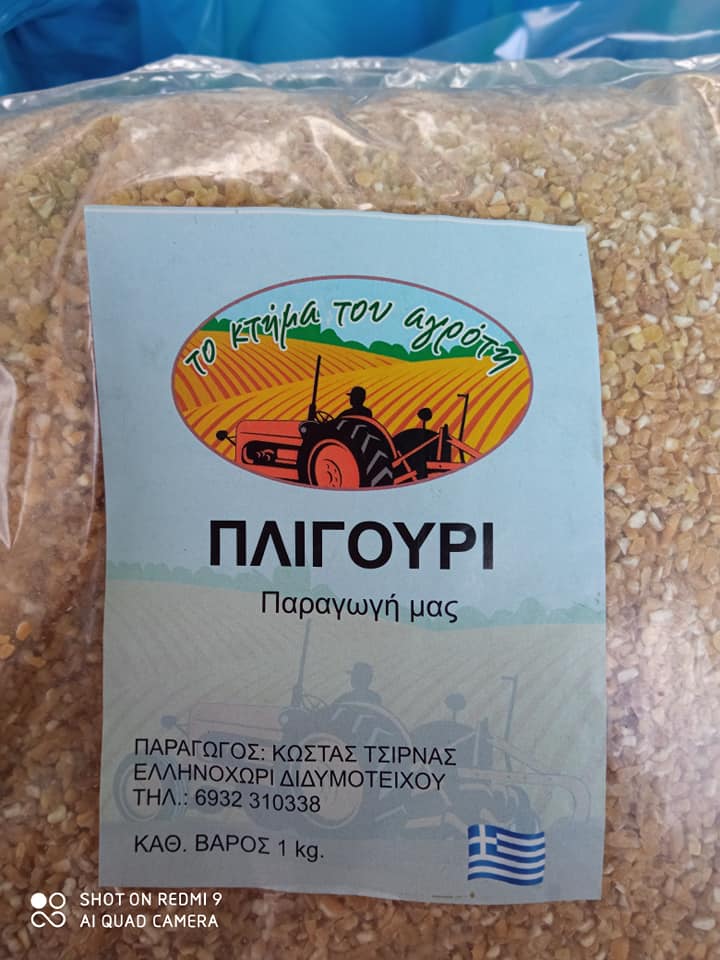 το κτήμα του αγρότη
ΠΛΙΓΟΥΡΙ
Παραγωγή μας
ΠΑΡΑΓΩΓΟΣ: ΚΩΣΤΑΣ ΤΣΙΡΝΑΣ
ΕΛΛΗΝΟΧΩΡΙ ΔΙΔΥΜΟΤΕΙΧΟΥ
ΤΗΛ.: 6932 310338
ΚΑΘ. ΒΑΡΟΣ 1 kg.
SHOT ON REDMI 9
AI QUAD CAMERA